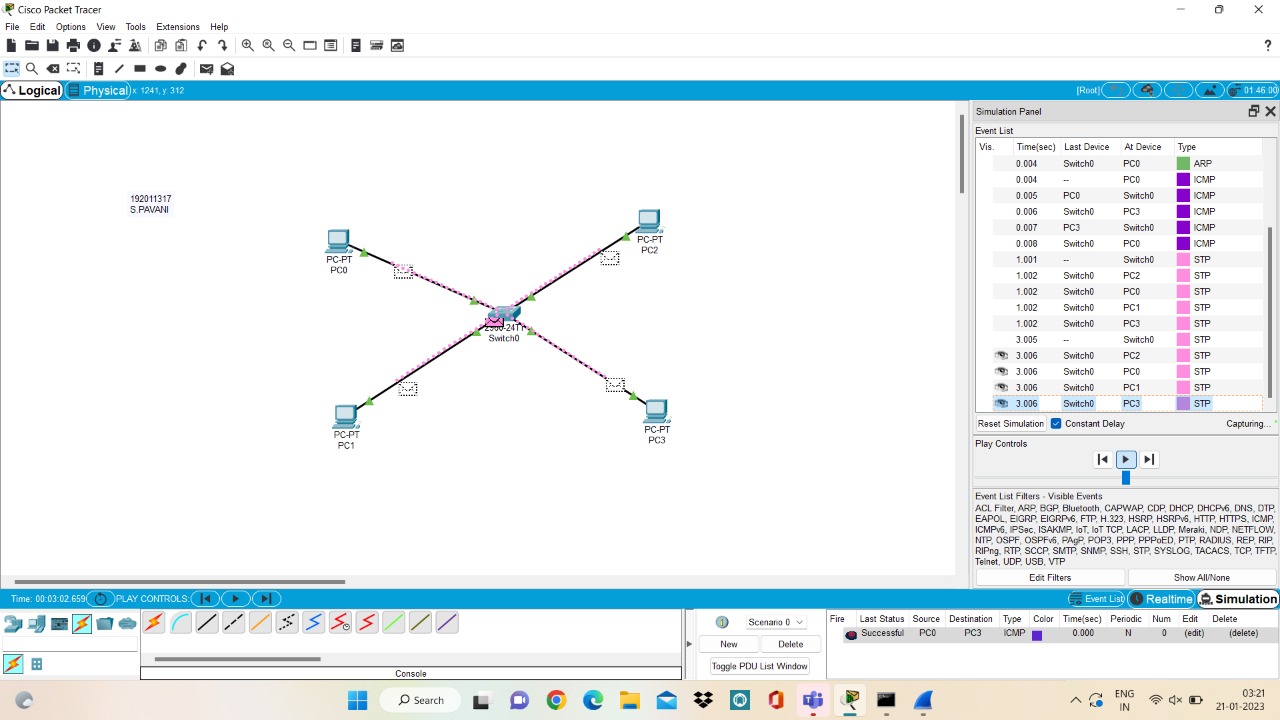 Cisco Packet Tracer
File Edit Options View Tools Extensions Help
?
Logical Physical x: 1241, y: 312 [Root] 01:46:00
Simulation Panel
Event List
Vis. Time(sec) Last Device At Device Type
0.004 Switch0 PC0 ARP
0.004 -- PC0 ICMP
0.005 PC0 Switch0 ICMP
0.006 Switch0 PC3 ICMP
0.007 PC3 Switch0 ICMP
0.008 Switch0 PC0 ICMP
1.001 -- Switch0 STP
1.002 Switch0 PC2 STP
1.002 Switch0 PC0 STP
1.002 Switch0 PC1 STP
1.002 Switch0 PC3 STP
3.005 -- Switch0 STP
3.006 Switch0 PC2 STP
3.006 Switch0 PC0 STP
3.006 Switch0 PC1 STP
3.006 Switch0 PC3 STP
Reset Simulation Constant Delay Capturing...
Play Controls
Event List Filters - Visible Events
ACL Filter, ARP, BGP, Bluetooth, CAPWAP, CDP, DHCP, DHCPv6, DNS, DTP,
EAPOL, EIGRP, EIGRPv6, FTP, H.323, HSRP, HSRPv6, HTTP, HTTPS, ICMP,
ICMPv6, IPSec, ISAKMP, IoT, IoT TCP, LACP, LLDP, Meraki, NDP, NETFLOW,
NTP, OSPF, OSPFv6, PAgP, POP3, PPP, PPPoED, PTP, RADIUS, REP, RIP,
RIPng, RTP, SCCP, SMTP, SNMP, SSH, STP, SYSLOG, TACACS, TCP, TFTP,
Telnet, UDP, USB, VTP
Edit Filters Show All/None
192011317
S.PAVANI
PC-PT
PC0
PC-PT
PC2
Switch0
PC-PT
PC1
PC-PT
PC3
Time: 00:03:02.659 PLAY CONTROLS: Event List Realtime Simulation
Scenario 0
New Delete
Toggle PDU List Window
Fire Last Status Source Destination Type Color Time(sec) Periodic Num Edit Delete
Successful PC0 PC3 ICMP 0.000 N 0 (edit) (delete)
Console
Search
ENG
IN
03:21
21-01-2023